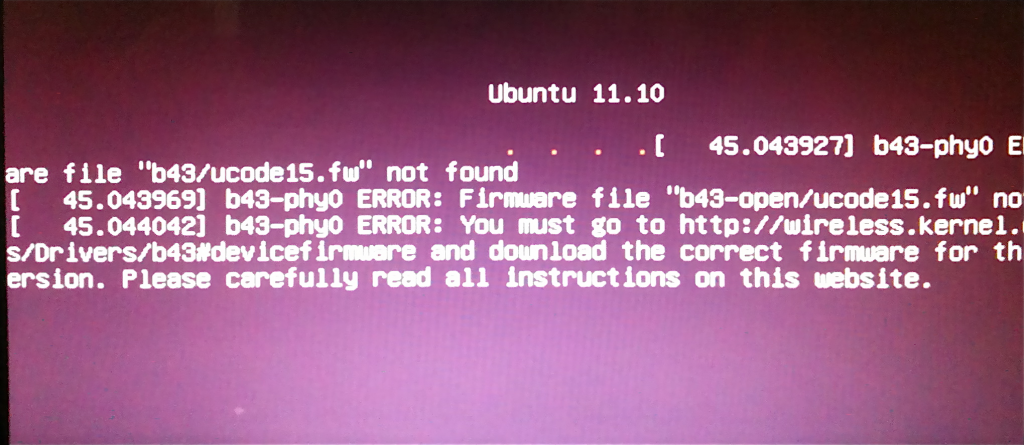 Ubuntu 11.10
. . . .[ 45.043927] b43-phy0
are file "b43/ucode15.fw" not found
[ 45.043969] b43-phy0 ERROR: Firmware file "b43-open/ucode15.fw"
[ 45.044042] b43-phy0 ERROR: You must go to http://wireless.kernel.
s/Drivers/b43#devicefirmware and download the correct firmware for th
ersion. Please carefully read all instructions on this website.